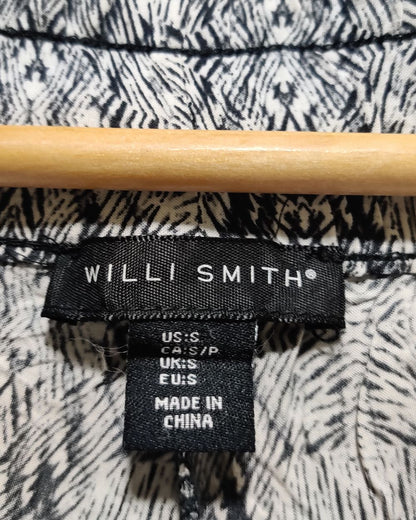 WILLI SMITH®
US:S
CA:S/P
UK:S
EU:S
MADE IN
CHINA